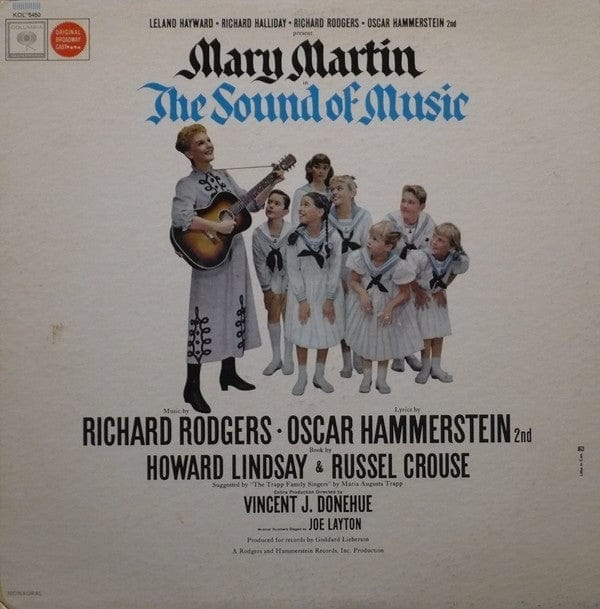 KOL 5450
COLUMBIA
ORIGINAL
BROADWAY
CAST
LELAND HAYWARD • RICHARD HALLIDAY • RICHARD RODGERS • OSCAR HAMMERSTEIN 2nd
present
Mary Martin
in
The Sound of Music
Music by
Lyrics by
RICHARD RODGERS • OSCAR HAMMERSTEIN 2nd
Book by
HOWARD LINDSAY & RUSSEL CROUSE
Suggested by "The Trapp Family Singers" by Maria Augusta Trapp
Entire Production Directed by
VINCENT J. DONEHUE
Musical Numbers Staged by JOE LAYTON
Produced for records by Goddard Lieberson
A Rodgers and Hammerstein Records, Inc. Production
MONAURAL